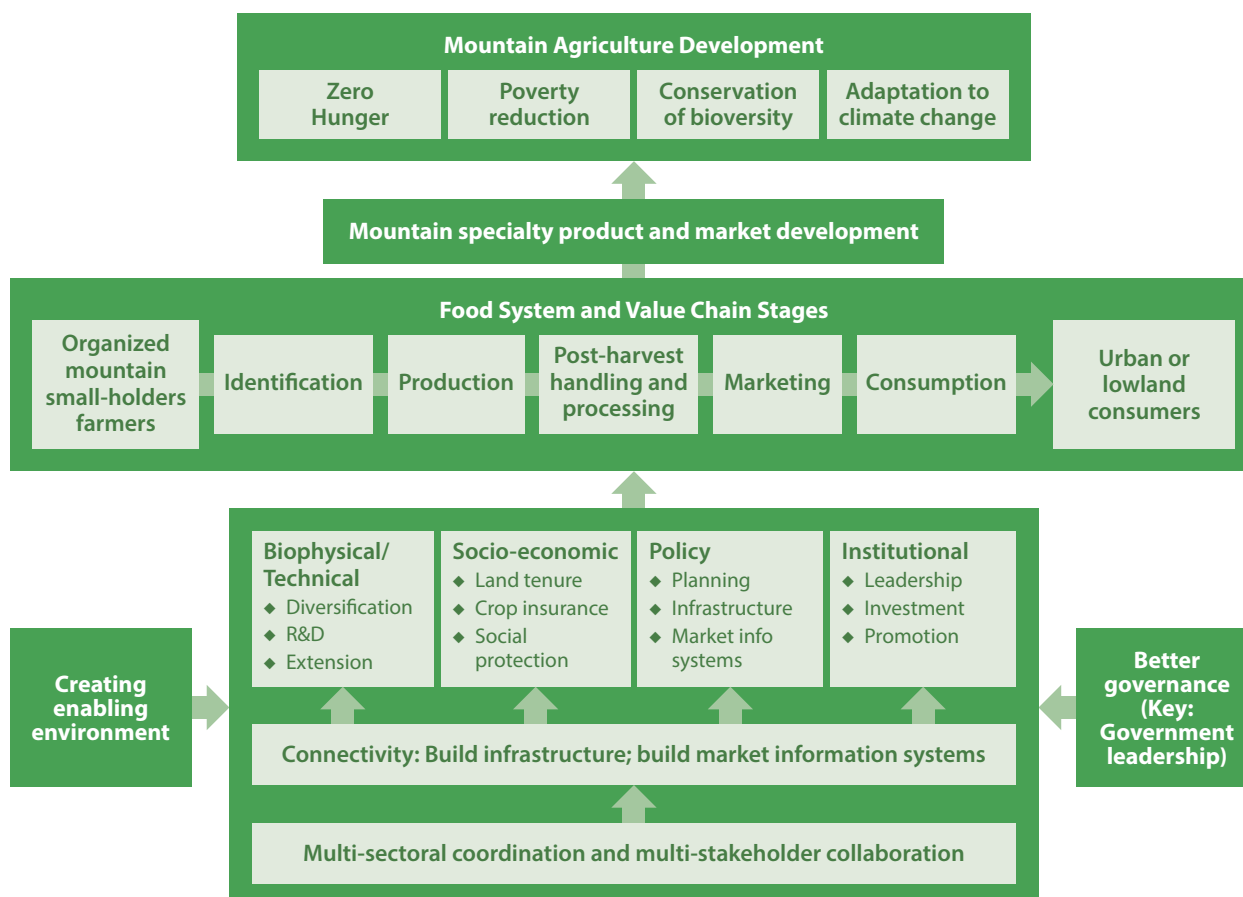 Mountain Agriculture Development
Zero
Hunger
Poverty
reduction
Conservation
of bioversity
Adaptation to
climate change
Mountain specialty product and market development
Food System and Value Chain Stages
Organized
mountain
small-holders
farmers
Identification
Production
Post-harvest
handling and
processing
Marketing
Consumption
Urban or
lowland
consumers
Biophysical/
Technical
◆ Diversification
◆ R&D
◆ Extension
Socio-economic
◆ Land tenure
◆ Crop insurance
◆ Social
protection
Policy
◆ Planning
◆ Infrastructure
◆ Market info
systems
Institutional
◆ Leadership
◆ Investment
◆ Promotion
Creating
enabling
environment
Better
governance
(Key:
Government
leadership)
Connectivity: Build infrastructure; build market information systems
Multi-sectoral coordination and multi-stakeholder collaboration